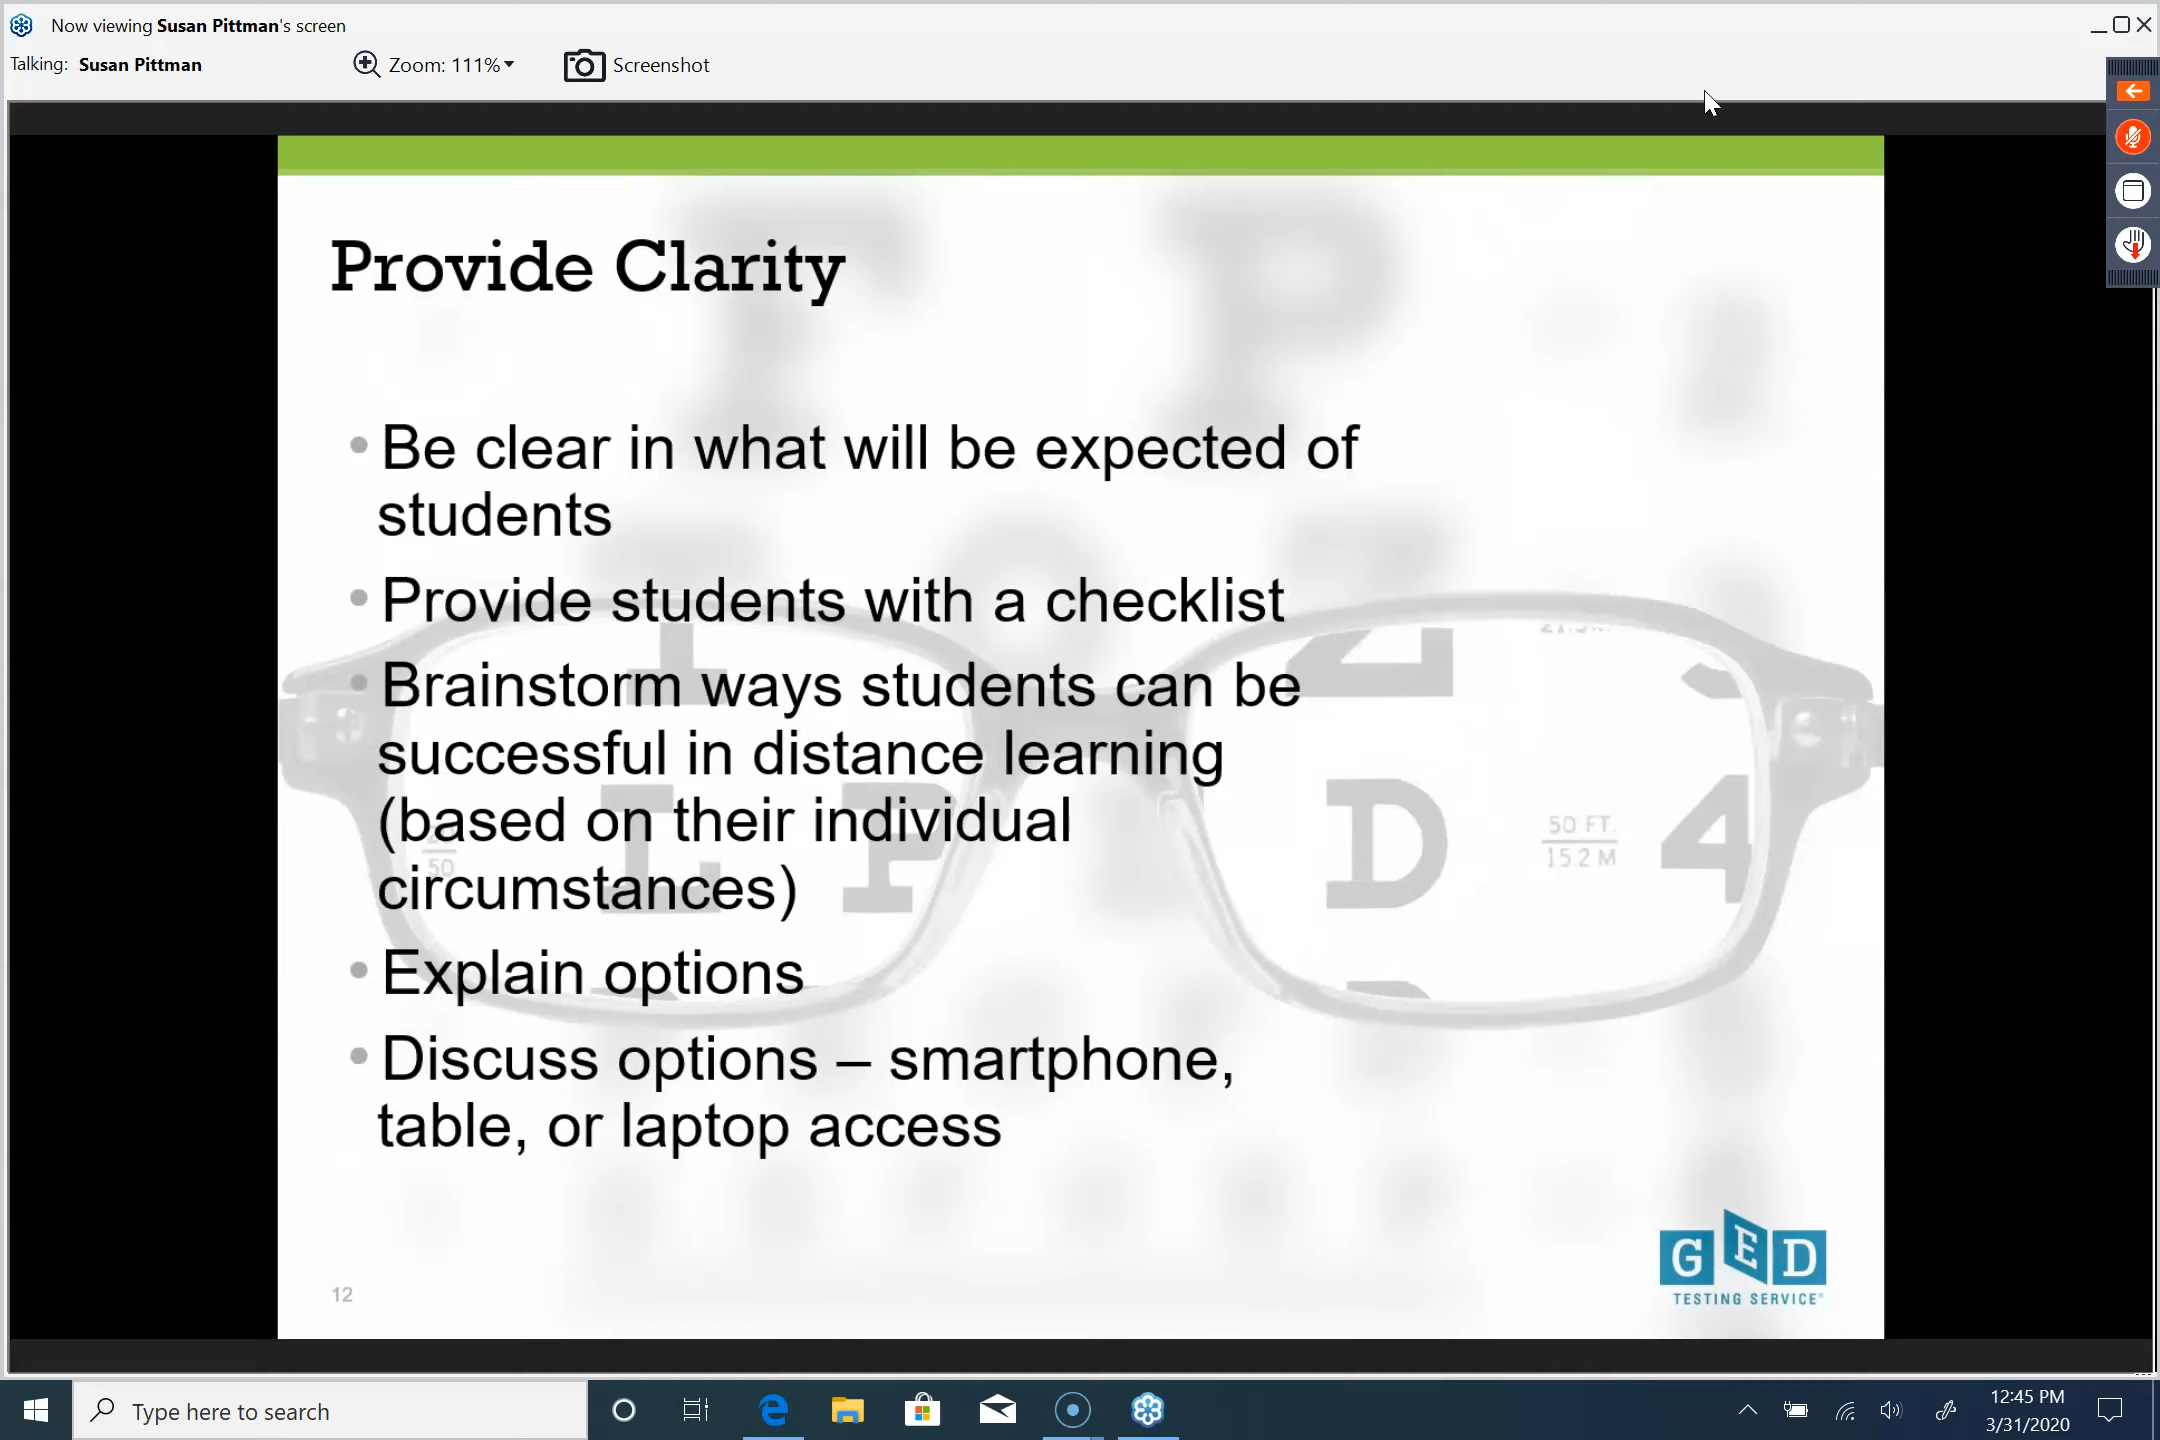 Now viewing Susan Pittman's screen
Talking: Susan Pittman
Zoom: 111%
Screenshot
Provide Clarity
Be clear in what will be expected of
students
Provide students with a checklist
Brainstorm ways students can be
successful in distance learning
(based on their individual
circumstances)
Explain options
Discuss options – smartphone,
table, or laptop access
L P
D
50 FT.
15.2 M
4
50
12
GED
TESTING SERVICE®
Type here to search
12:45 PM
3/31/2020